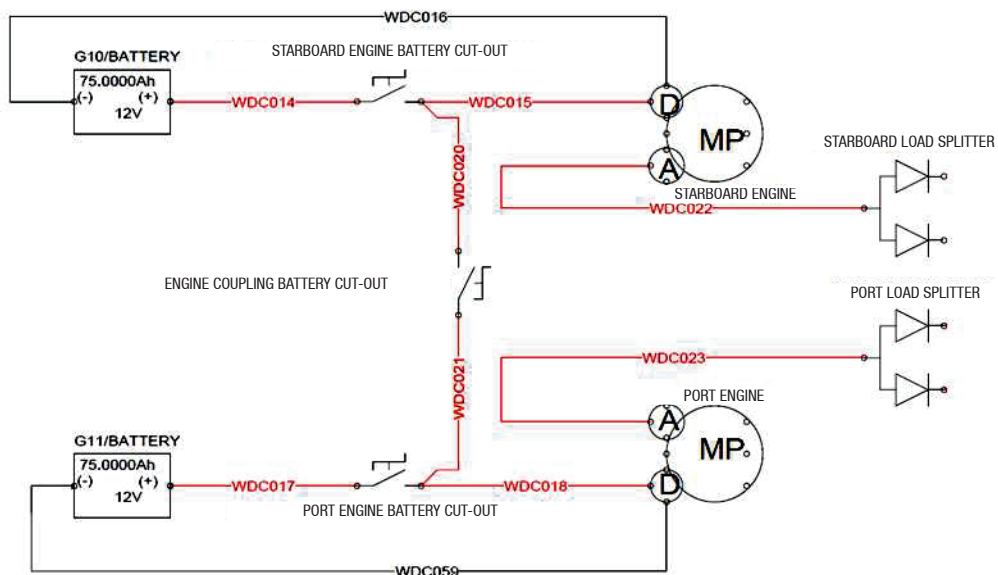 WDC016
STARBOARD ENGINE BATTERY CUT-OUT
G10/BATTERY
75.0000Ah
(-) (+)
12V
WDC014
WDC015
D
MP
A
STARBOARD ENGINE
WDC022
STARBOARD LOAD SPLITTER
WDC020
ENGINE COUPLING BATTERY CUT-OUT
PORT LOAD SPLITTER
WDC023
WDC021
PORT ENGINE
A
MP
D
G11/BATTERY
75.0000Ah
(-) (+)
12V
WDC017
WDC018
PORT ENGINE BATTERY CUT-OUT
WDC059